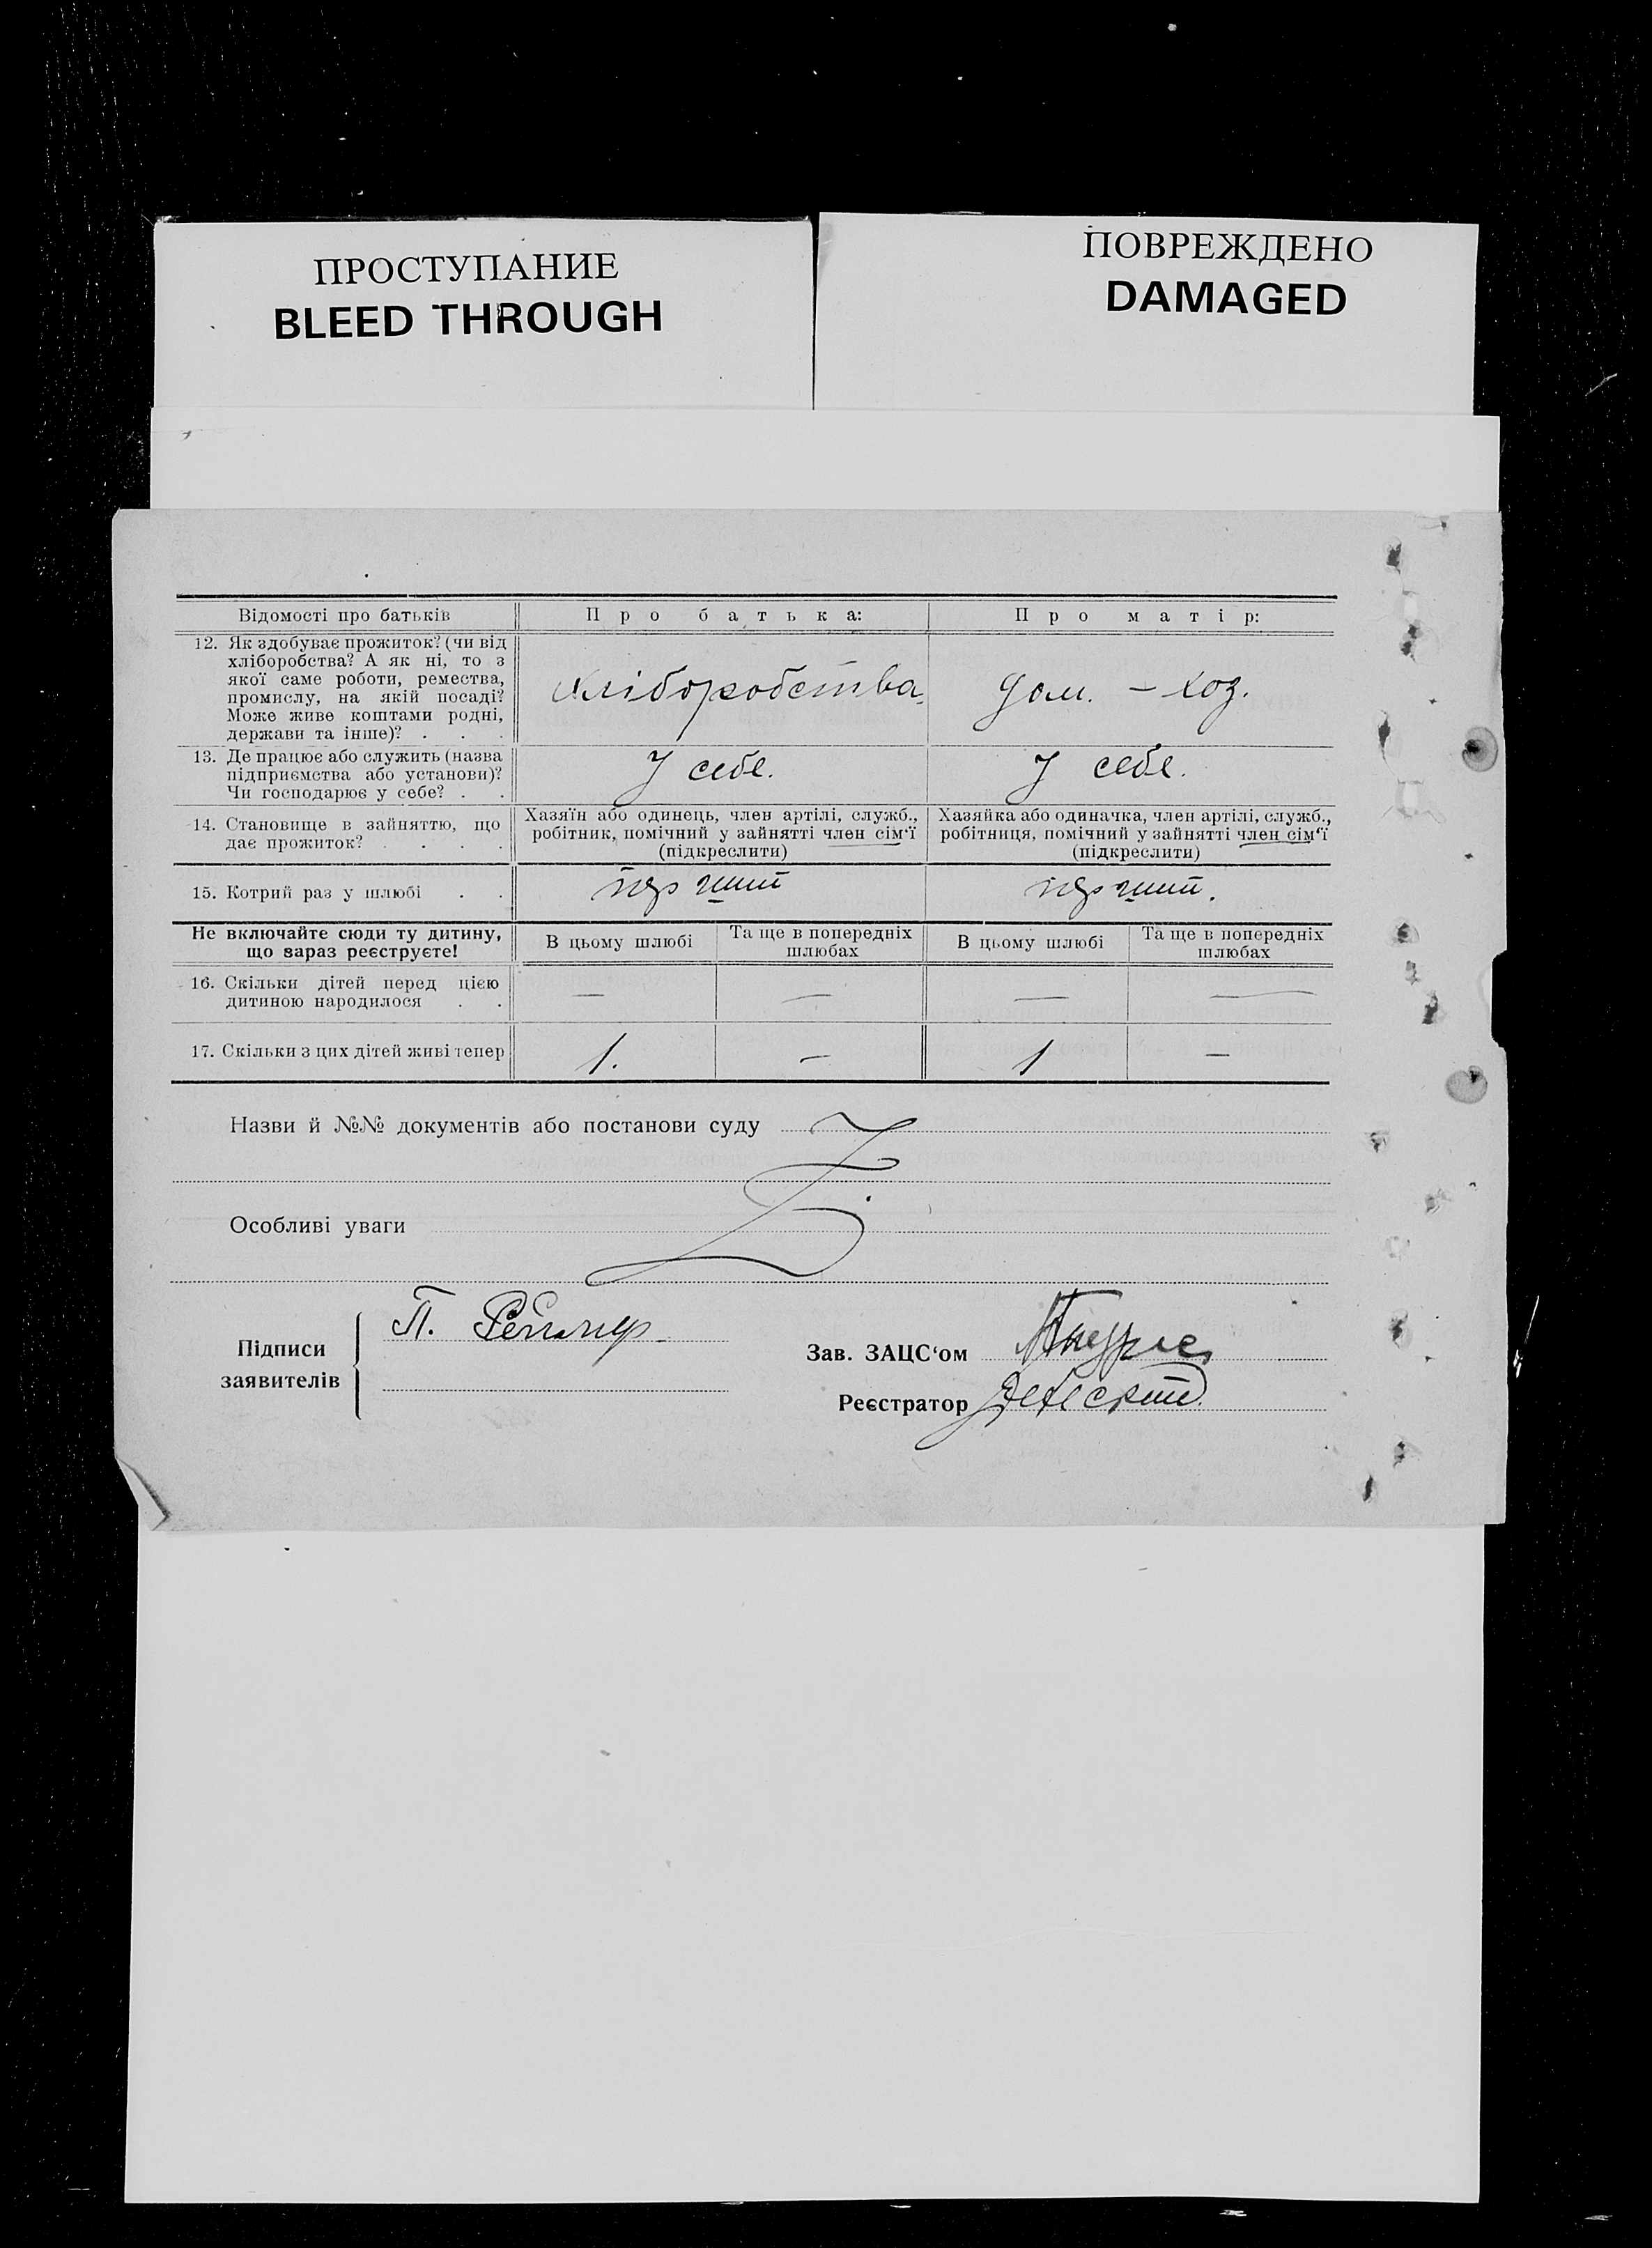 ПРОСТУПАНИЕ
BLEED THROUGH
ПОВРЕЖДЕНО
DAMAGED
Відомості про батьків
Про батька:
Про матір:
12. Як здобуває прожиток? (чи від
хліборобства? А як ні, то з
якої саме роботи, ремества,
промислу, на якій посаді?
Може живе коштами родні,
держави та інше)? . . .
хліборобства.
дом. – хоз.
13. Де працює або служить (назва
підприємства або установи)?
Чи господарює у себе? . .
У себе.
У себе.
14. Становище в зайняттю, що
дає прожиток? . . . .
Хазяїн або одинець, член артілі, служб.,
робітник, помічний у зайнятті член сім‘ї
(підкреслити)
Хазяйка або одиначка, член артілі, служб.,
робітниця, помічний у зайнятті член сім‘ї
(підкреслити)
15. Котрий раз у шлюбі . .
Не включайте сюди ту дитину,
що зараз реєструєте!
В цьому шлюбі
Та ще в попередніх
шлюбах
В цьому шлюбі
Та ще в попередніх
шлюбах
16. Скільки дітей перед цією
дитиною народилося . .
— — — —
17. Скільки з цих дітей живі тепер
1. — 1 —
Назви й №№ документів або постанови суду
Особливі уваги
Підписи
заявителів
П.
Зав. ЗАЦС‘ом
Реєстратор